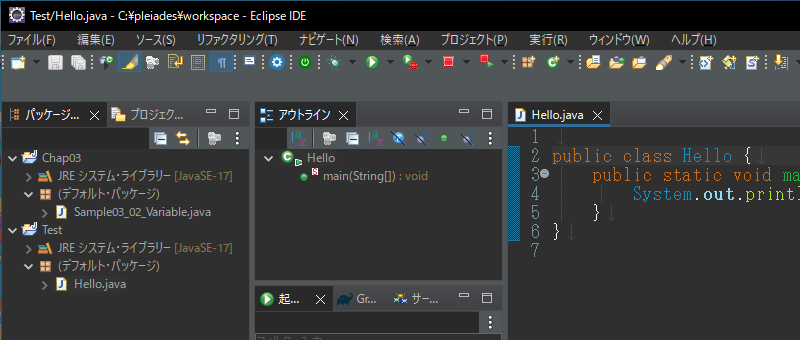 Test/Hello.java - C:¥pleiades¥workspace - Eclipse IDE
ファイル(F) 編集(E) ソース(S) リファクタリング(T) ナビゲート(N) 検索(A) プロジェクト(P) 実行(R) ウィンドウ(W) ヘルプ(H)
パッケージ... プロジェク...
Chap03
JRE システム・ライブラリー [JavaSE-17]
(デフォルト・パッケージ)
Sample03_02_Variable.java
Test
JRE システム・ライブラリー [JavaSE-17]
(デフォルト・パッケージ)
Hello.java
アウトライン
Hello
main(String[]) : void
起... Gr... サー...
Hello.java
1
2 public class Hello {
3 public static void ma
4 System.out.printl
5 }
6 }
7